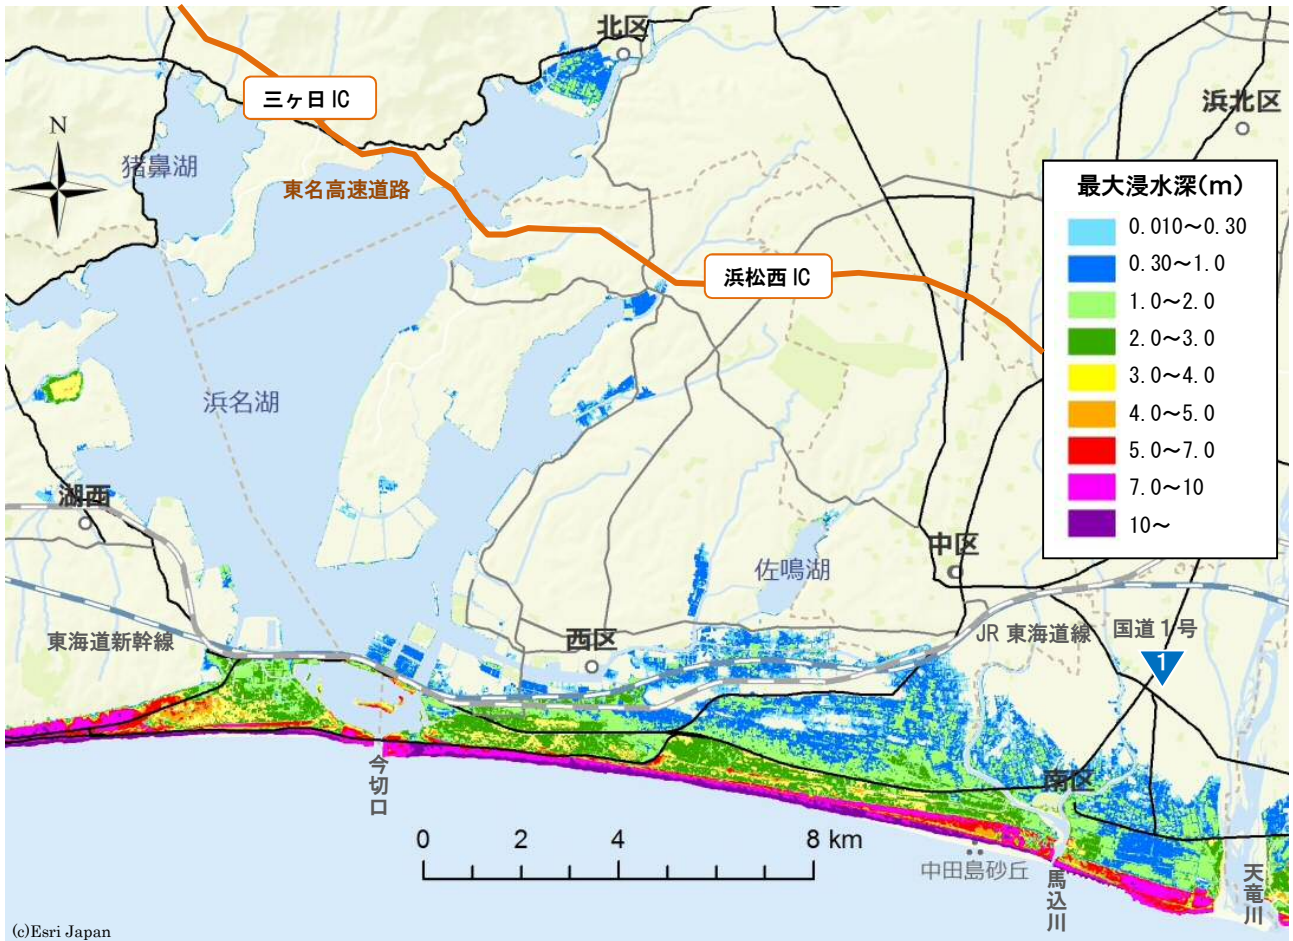 北区
三ヶ日 IC
浜北区
N
猪鼻湖
東名高速道路
最大浸水深(m)
0.010～0.30
0.30～1.0
1.0～2.0
2.0～3.0
3.0～4.0
4.0～5.0
5.0～7.0
7.0～10
10～
浜松西 IC
浜名湖
湖西
中区
佐鳴湖
東海道新幹線
西区
JR 東海道線
国道１号
1
今切口
南区
0 2 4 8 km
中田島砂丘
馬込川
天竜川
(c)Esri Japan